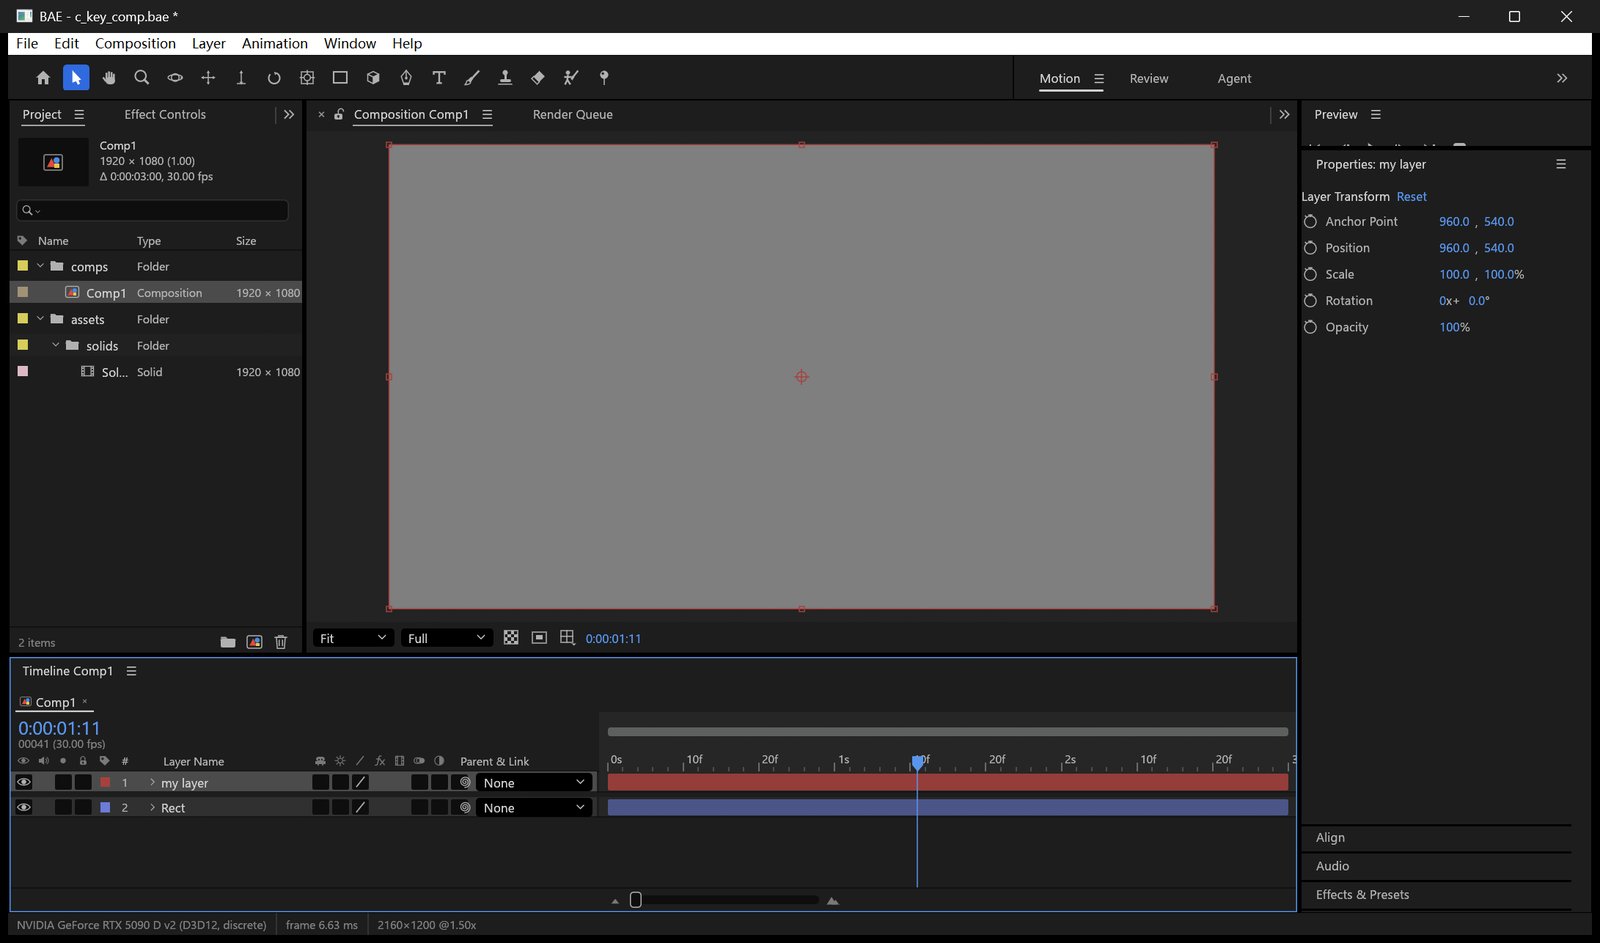 BAE - c_key_comp.bae *
File Edit Composition Layer Animation Window Help
Motion Review Agent
Project Effect Controls
Composition Comp1 Render Queue
Preview
Comp1
1920 × 1080 (1.00)
Δ 0:00:03:00, 30.00 fps
Name Type Size
comps Folder
Comp1 Composition 1920 × 1080
assets Folder
solids Folder
Sol... Solid 1920 × 1080
2 items
Fit Full 0:00:01:11
Properties: my layer
Layer Transform Reset
Anchor Point 960.0 , 540.0
Position 960.0 , 540.0
Scale 100.0 , 100.0%
Rotation 0x+ 0.0°
Opacity 100%
Align
Audio
Effects & Presets
Timeline Comp1
Comp1
0:00:01:11
00041 (30.00 fps)
# Layer Name fx Parent & Link
0s 10f 20f 1s 20f 2s 10f 20f
1 my layer None
2 Rect None
NVIDIA GeForce RTX 5090 D v2 (D3D12, discrete) frame 6.63 ms 2160×1200 @1.50x